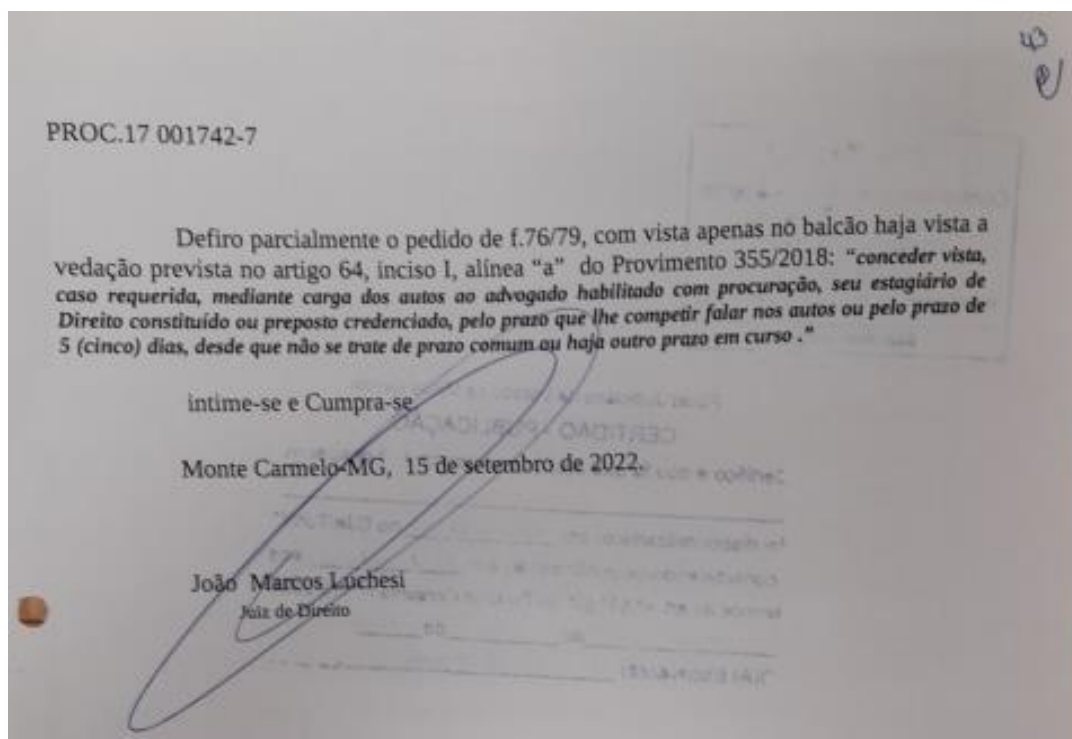 43
PROC.17 001742-7
Defiro parcialmente o pedido de f.76/79, com vista apenas no balcão haja vista a
vedação prevista no artigo 64, inciso I, alínea “a” do Provimento 355/2018: “conceder vista,
caso requerida, mediante carga dos autos ao advogado habilitado com procuração, seu estagiário de
Direito constituído ou preposto credenciado, pelo prazo que lhe competir falar nos autos ou pelo prazo de
5 (cinco) dias, desde que não se trate de prazo comum ou haja outro prazo em curso .”
intime-se e Cumpra-se.
CERTIDÃO PUBLICAÇÃO
Monte Carmelo-MG, 15 de setembro de 2022.
João Marcos Luchesi
Juiz de Direito